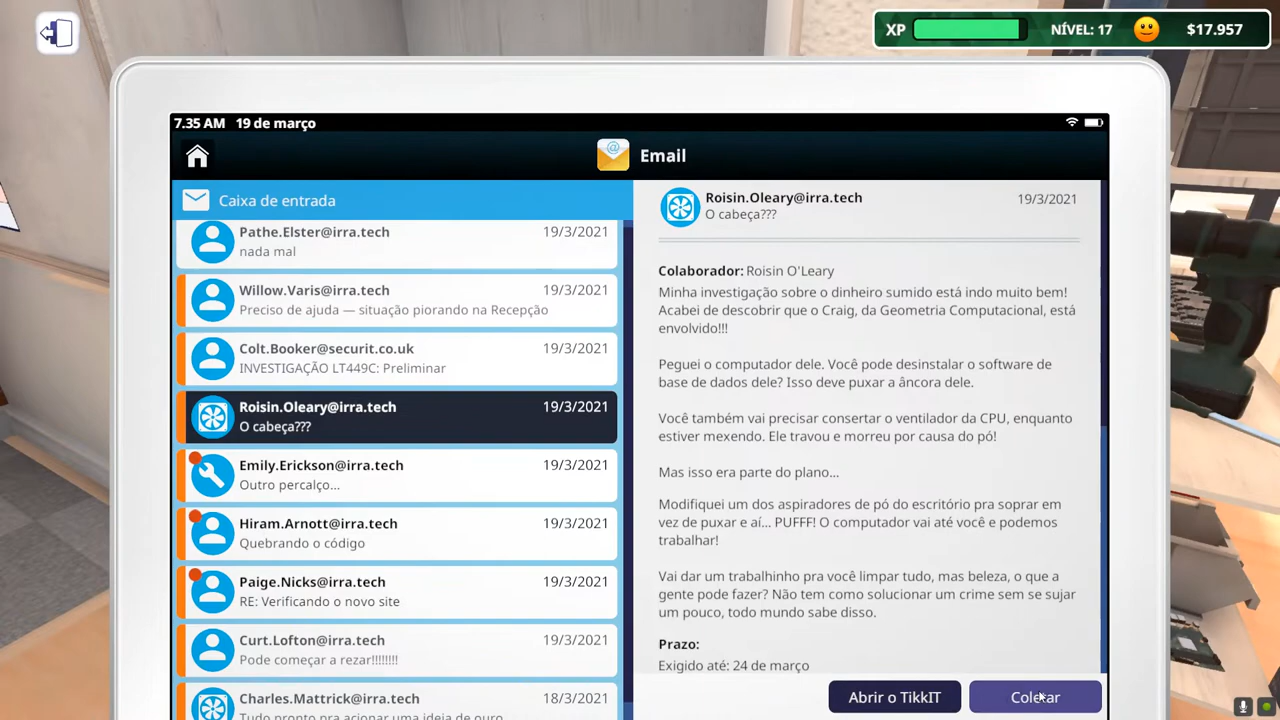 XP
NÍVEL: 17
$17.957
7.35 AM 19 de março
Email
Caixa de entrada
Pathe.Elster@irra.tech 19/3/2021
nada mal
Willow.Varis@irra.tech 19/3/2021
Preciso de ajuda — situação piorando na Recepção
Colt.Booker@securit.co.uk 19/3/2021
INVESTIGAÇÃO LT449C: Preliminar
Roisin.Oleary@irra.tech 19/3/2021
O cabeça???
Emily.Erickson@irra.tech 19/3/2021
Outro percalço...
Hiram.Arnott@irra.tech 19/3/2021
Quebrando o código
Paige.Nicks@irra.tech 19/3/2021
RE: Verificando o novo site
Curt.Lofton@irra.tech 19/3/2021
Pode começar a rezar!!!!!!!!
Charles.Mattrick@irra.tech 18/3/2021
Tudo pronto pra acionar uma ideia de ouro
Roisin.Oleary@irra.tech 19/3/2021
O cabeça???
Colaborador: Roisin O'Leary
Minha investigação sobre o dinheiro sumido está indo muito bem!
Acabei de descobrir que o Craig, da Geometria Computacional, está
envolvido!!!
Peguei o computador dele. Você pode desinstalar o software de
base de dados dele? Isso deve puxar a âncora dele.
Você também vai precisar consertar o ventilador da CPU, enquanto
estiver mexendo. Ele travou e morreu por causa do pó!
Mas isso era parte do plano...
Modifiquei um dos aspiradores de pó do escritório pra soprar em
vez de puxar e aí... PUFFF! O computador vai até você e podemos
trabalhar!
Vai dar um trabalhinho pra você limpar tudo, mas beleza, o que a
gente pode fazer? Não tem como solucionar um crime sem se sujar
um pouco, todo mundo sabe disso.
Prazo:
Exigido até: 24 de março
Abrir o TikkIT
Coletar